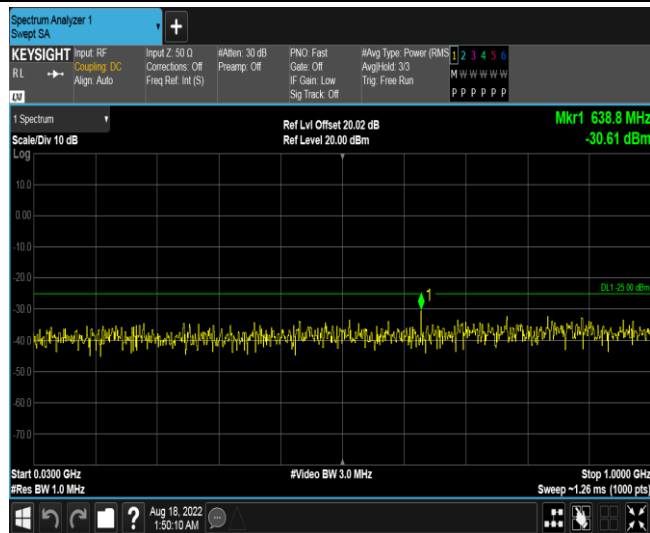 Spectrum Analyzer 1
Swept SA
+
KEYSIGHT Input: RF Input Z: 50 Ω #Atten: 30 dB PNO: Fast #Avg Type: Power (RMS 1 2 3 4 5 6
RL Coupling: DC Corrections: Off Preamp: Off Gate: Off Avg|Hold: 3/3 M W W W W W
Align: Auto Freq Ref: Int (S) IF Gain: Low Trig: Free Run
Sig Track: Off P P P P P P
1 Spectrum Ref Lvl Offset 20.02 dB Mkr1 638.8 MHz
Scale/Div 10 dB Ref Level 20.00 dBm -30.61 dBm
Log
10.0
0.00
-10.0
-20.0
DL1 -25.00 dBm
1
-30.0
-40.0
-50.0
-60.0
-70.0
Start 0.0300 GHz #Video BW 3.0 MHz Stop 1.0000 GHz
#Res BW 1.0 MHz Sweep ~1.26 ms (1000 pts)
? Aug 18, 2022
1:50:10 AM